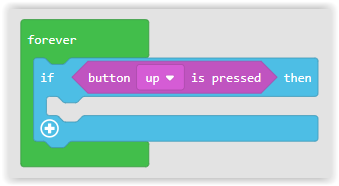 forever
if button up is pressed then